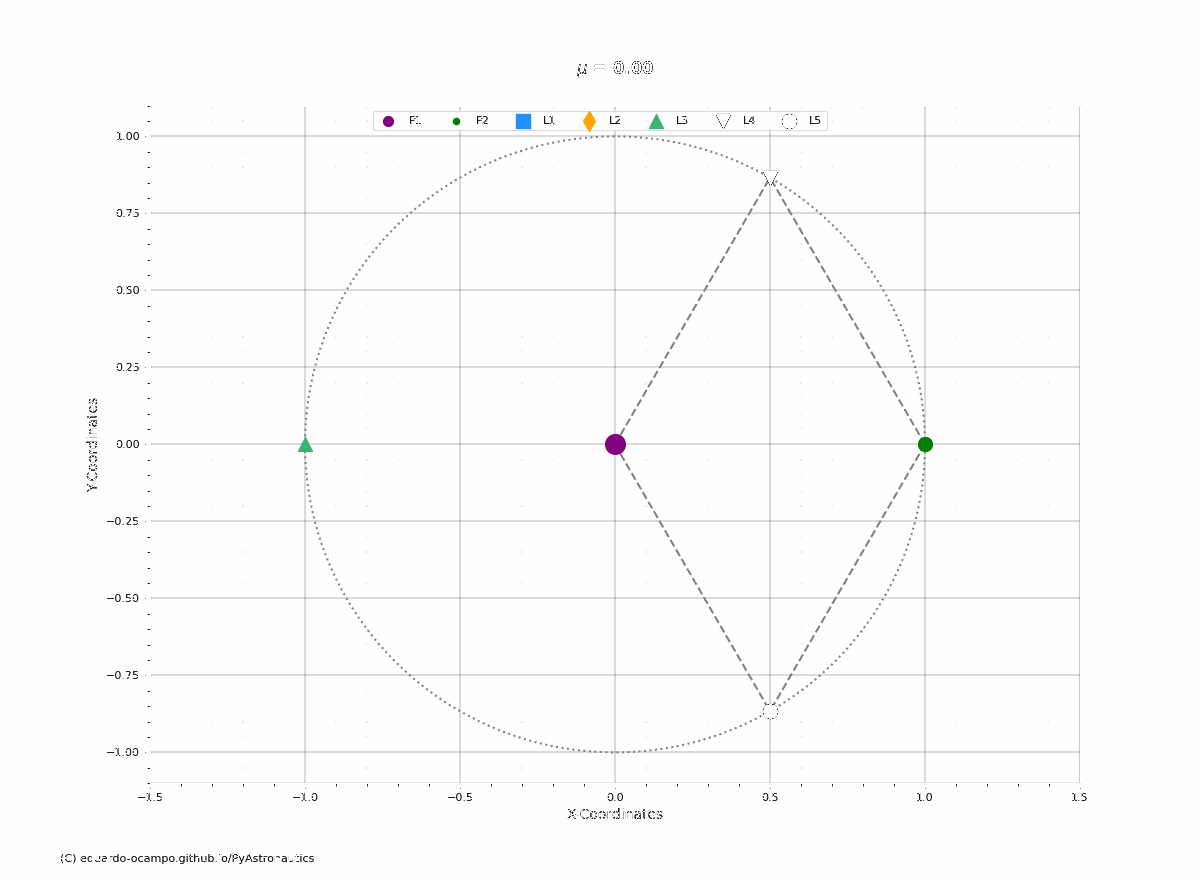 μ = 0.00
P1 P2 L1 L2 L3 L4 L5
1.00
0.75
0.50
0.25
0.00
−0.25
−0.50
−0.75
−1.00
Y-Coordinates
−1.5 −1.0 −0.5 0.0 0.5 1.0 1.5
X-Coordinates
(C) eduardo-ocampo.github.io/PyAstronautics